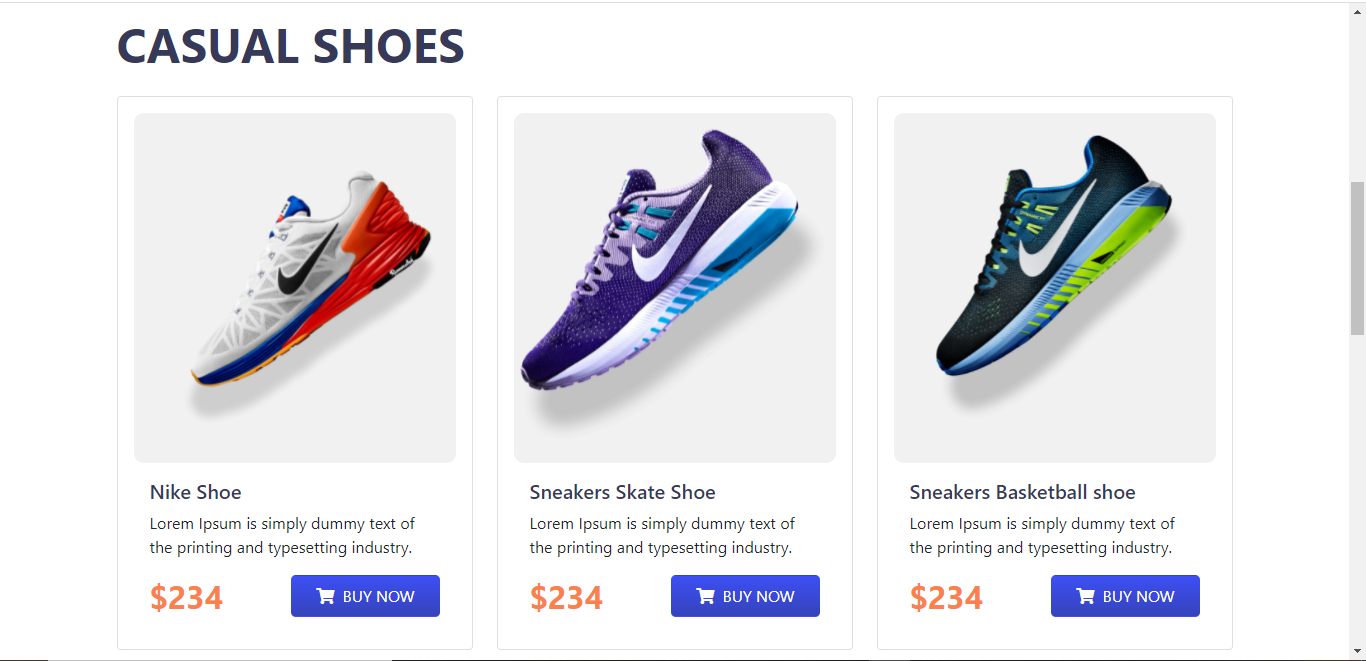 CASUAL SHOES
Nike Shoe
Lorem Ipsum is simply dummy text of
the printing and typesetting industry.
$234
BUY NOW
Sneakers Skate Shoe
Lorem Ipsum is simply dummy text of
the printing and typesetting industry.
$234
BUY NOW
Sneakers Basketball shoe
Lorem Ipsum is simply dummy text of
the printing and typesetting industry.
$234
BUY NOW